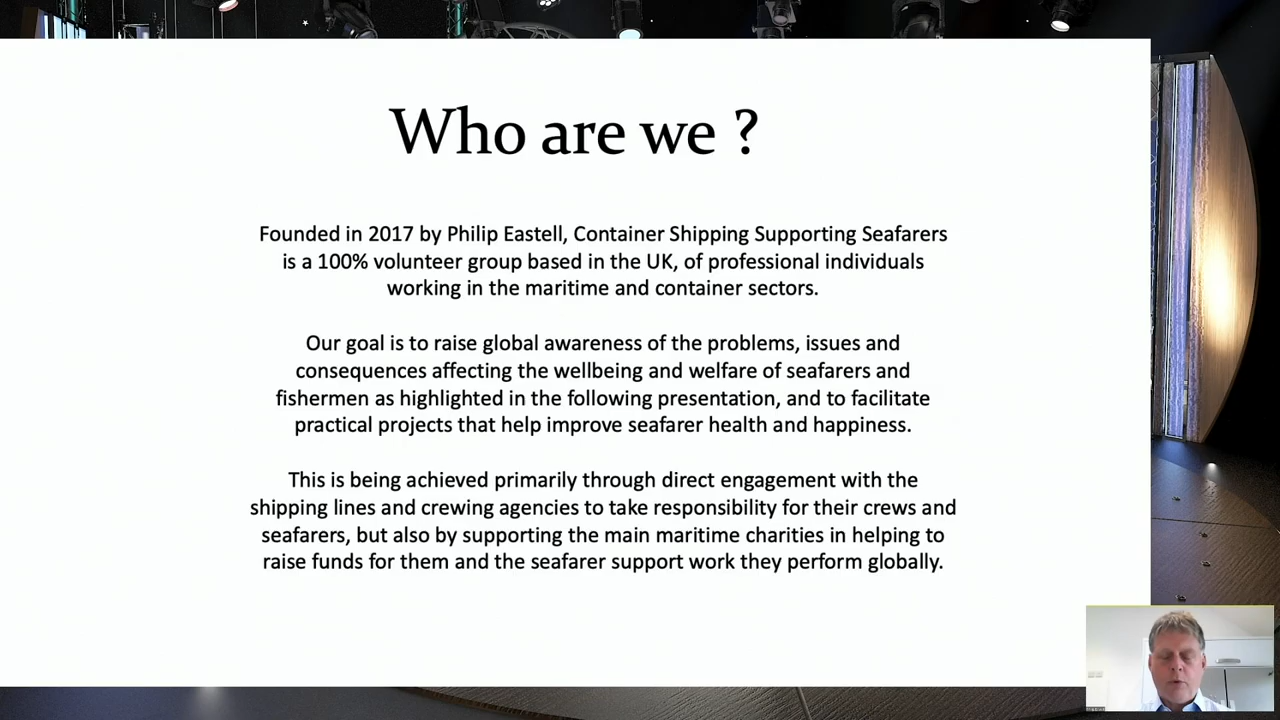 Who are we ?
Founded in 2017 by Philip Eastell, Container Shipping Supporting Seafarers
is a 100% volunteer group based in the UK, of professional individuals
working in the maritime and container sectors.
Our goal is to raise global awareness of the problems, issues and
consequences affecting the wellbeing and welfare of seafarers and
fishermen as highlighted in the following presentation, and to facilitate
practical projects that help improve seafarer health and happiness.
This is being achieved primarily through direct engagement with the
shipping lines and crewing agencies to take responsibility for their crews and
seafarers, but also by supporting the main maritime charities in helping to
raise funds for them and the seafarer support work they perform globally.